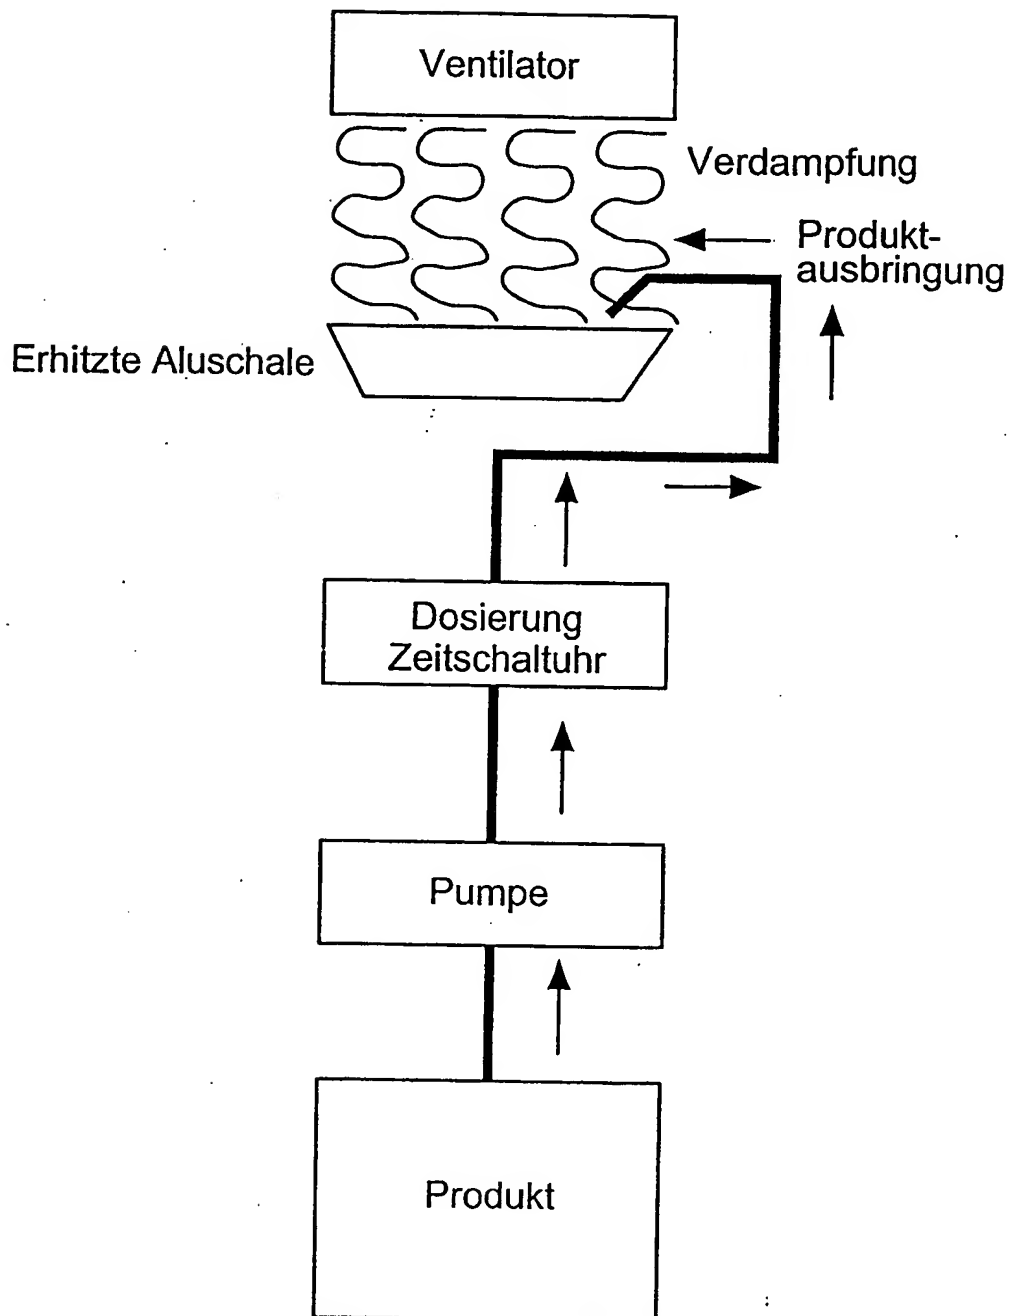 Ventilator
Verdampfung
Produkt-
ausbringung
Erhitzte Aluschale
Dosierung
Zeitschaltuhr
Pumpe
Produkt